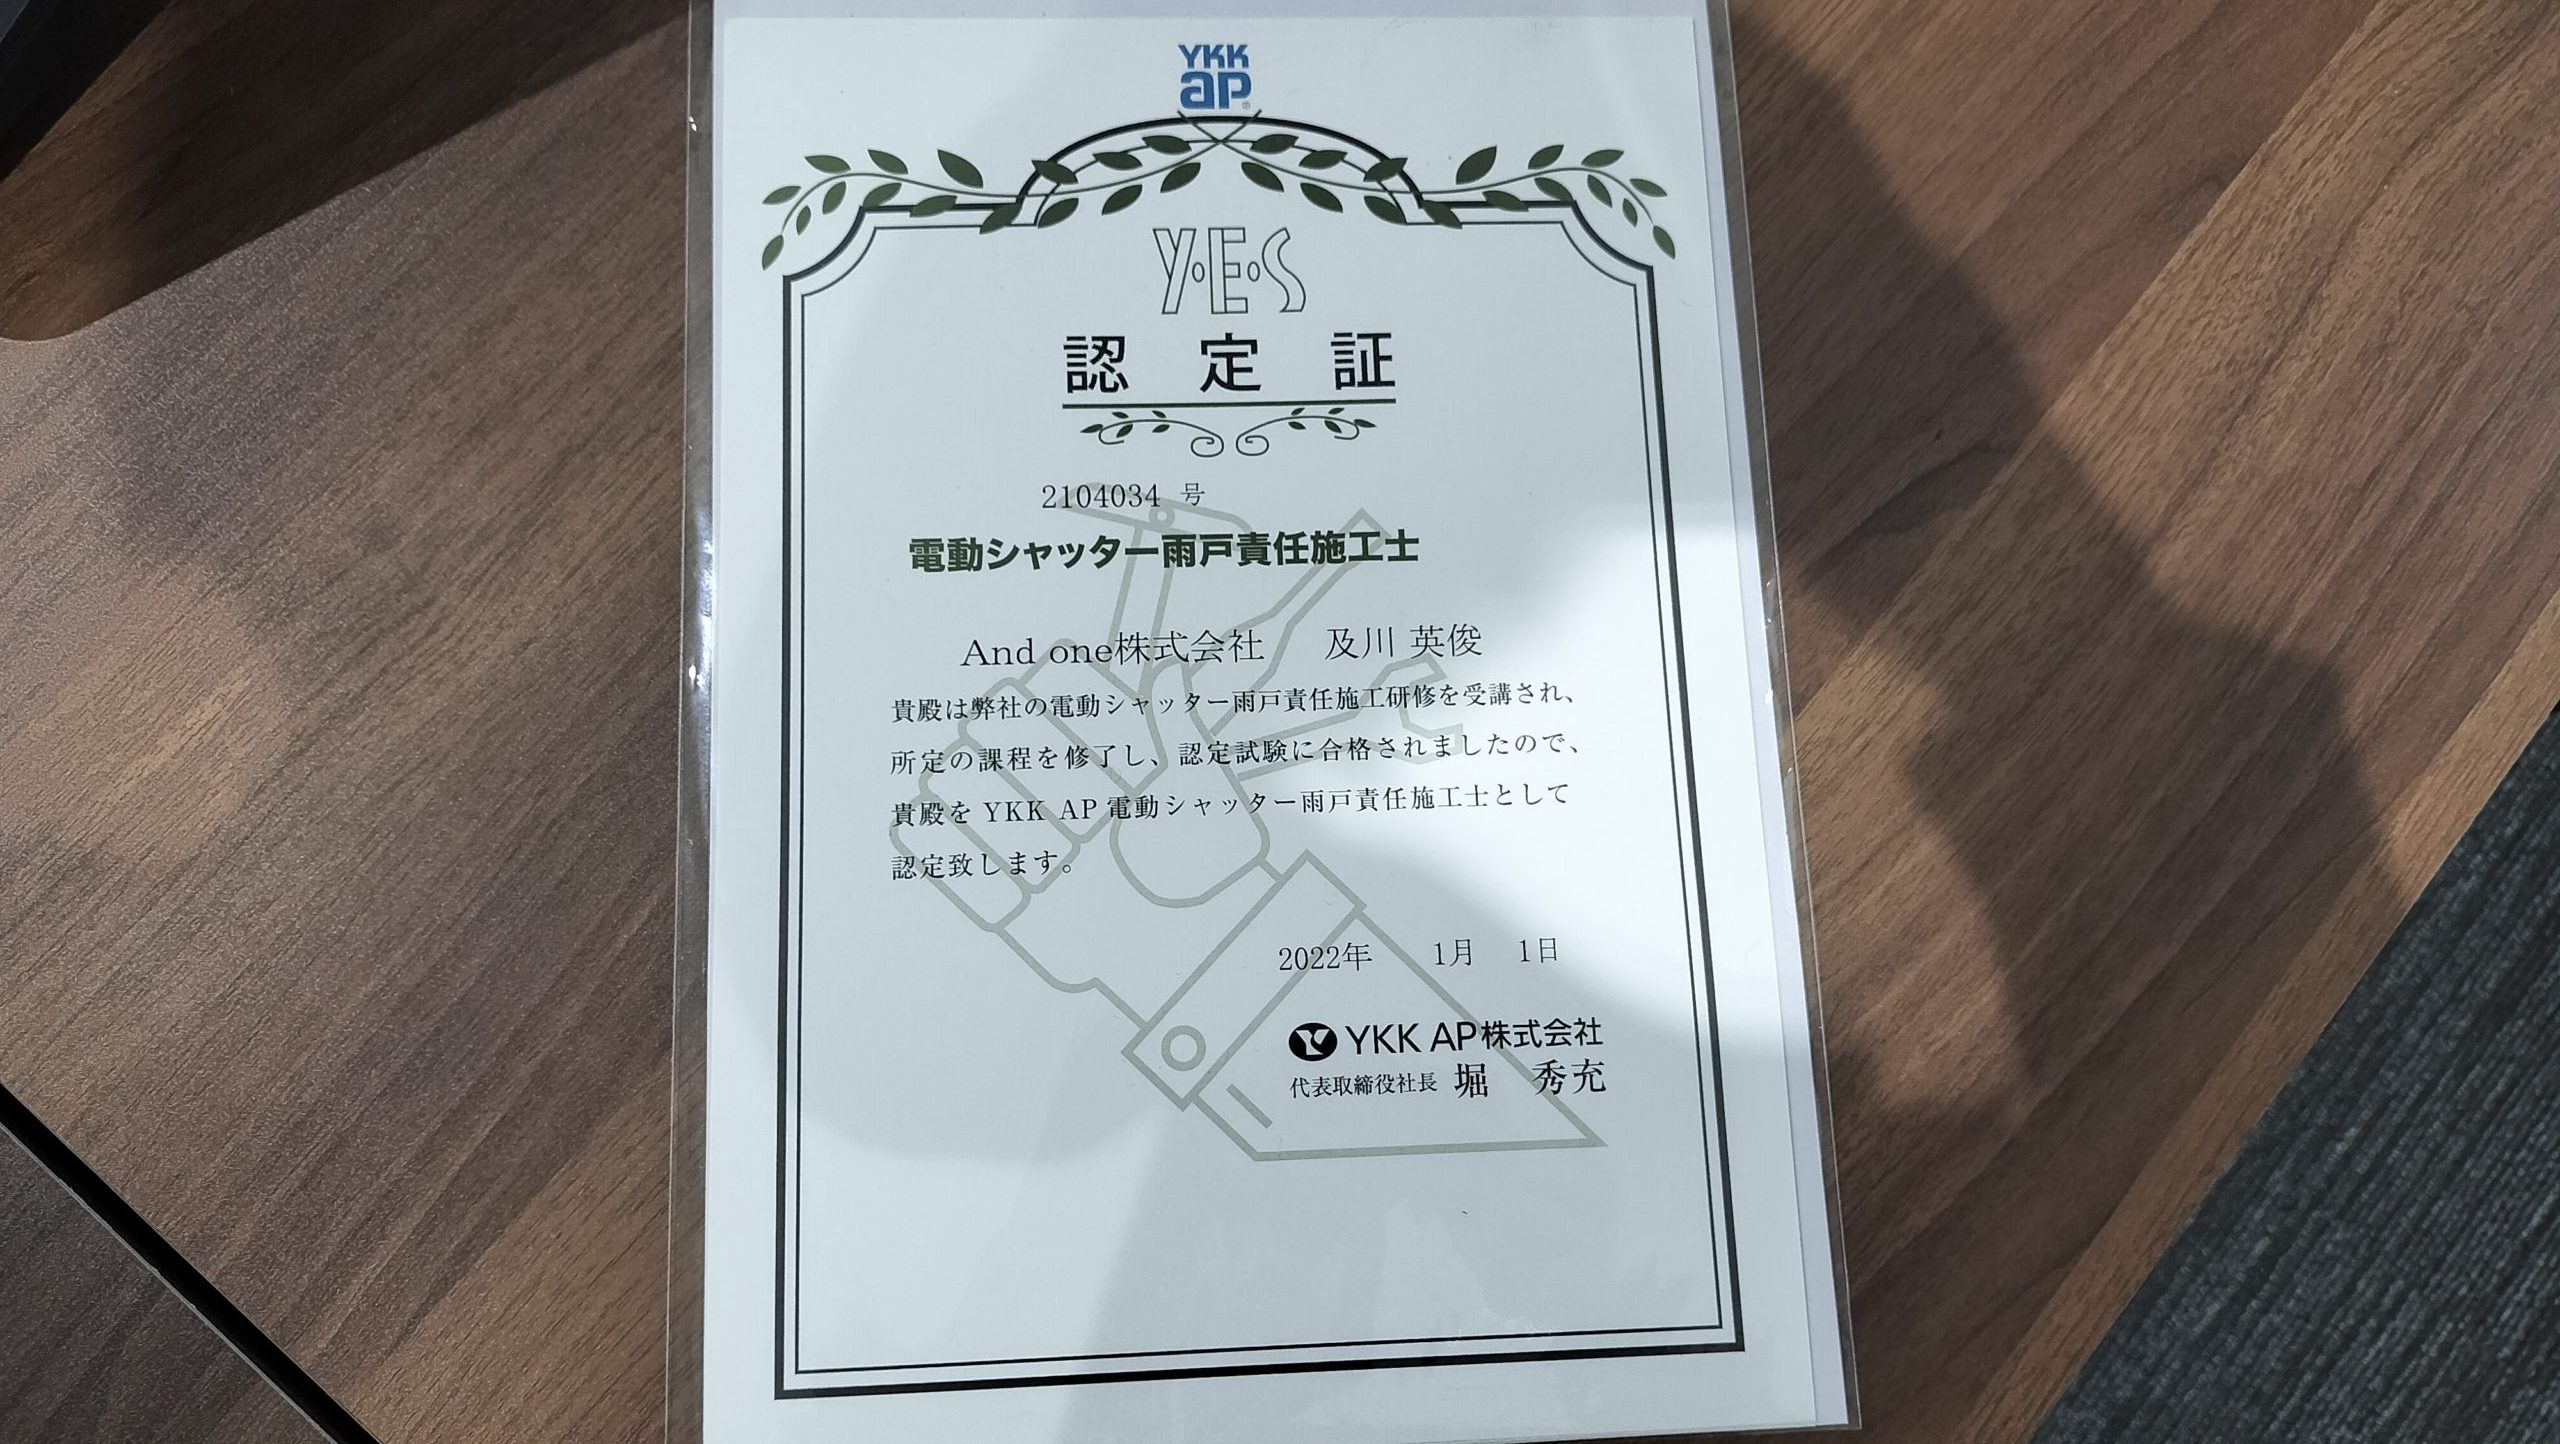 YKK
ap
Y·E·S
認定証
2104034 号
電動シャッター雨戸責任施工士
And one株式会社 及川 英俊
貴殿は弊社の電動シャッター雨戸責任施工研修を受講され、
所定の課程を修了し、認定試験に合格されましたので、
貴殿を YKK AP 電動シャッター雨戸責任施工士として
認定致します。
2022年 1月 1日
YKK AP株式会社
代表取締役社長 堀 秀充